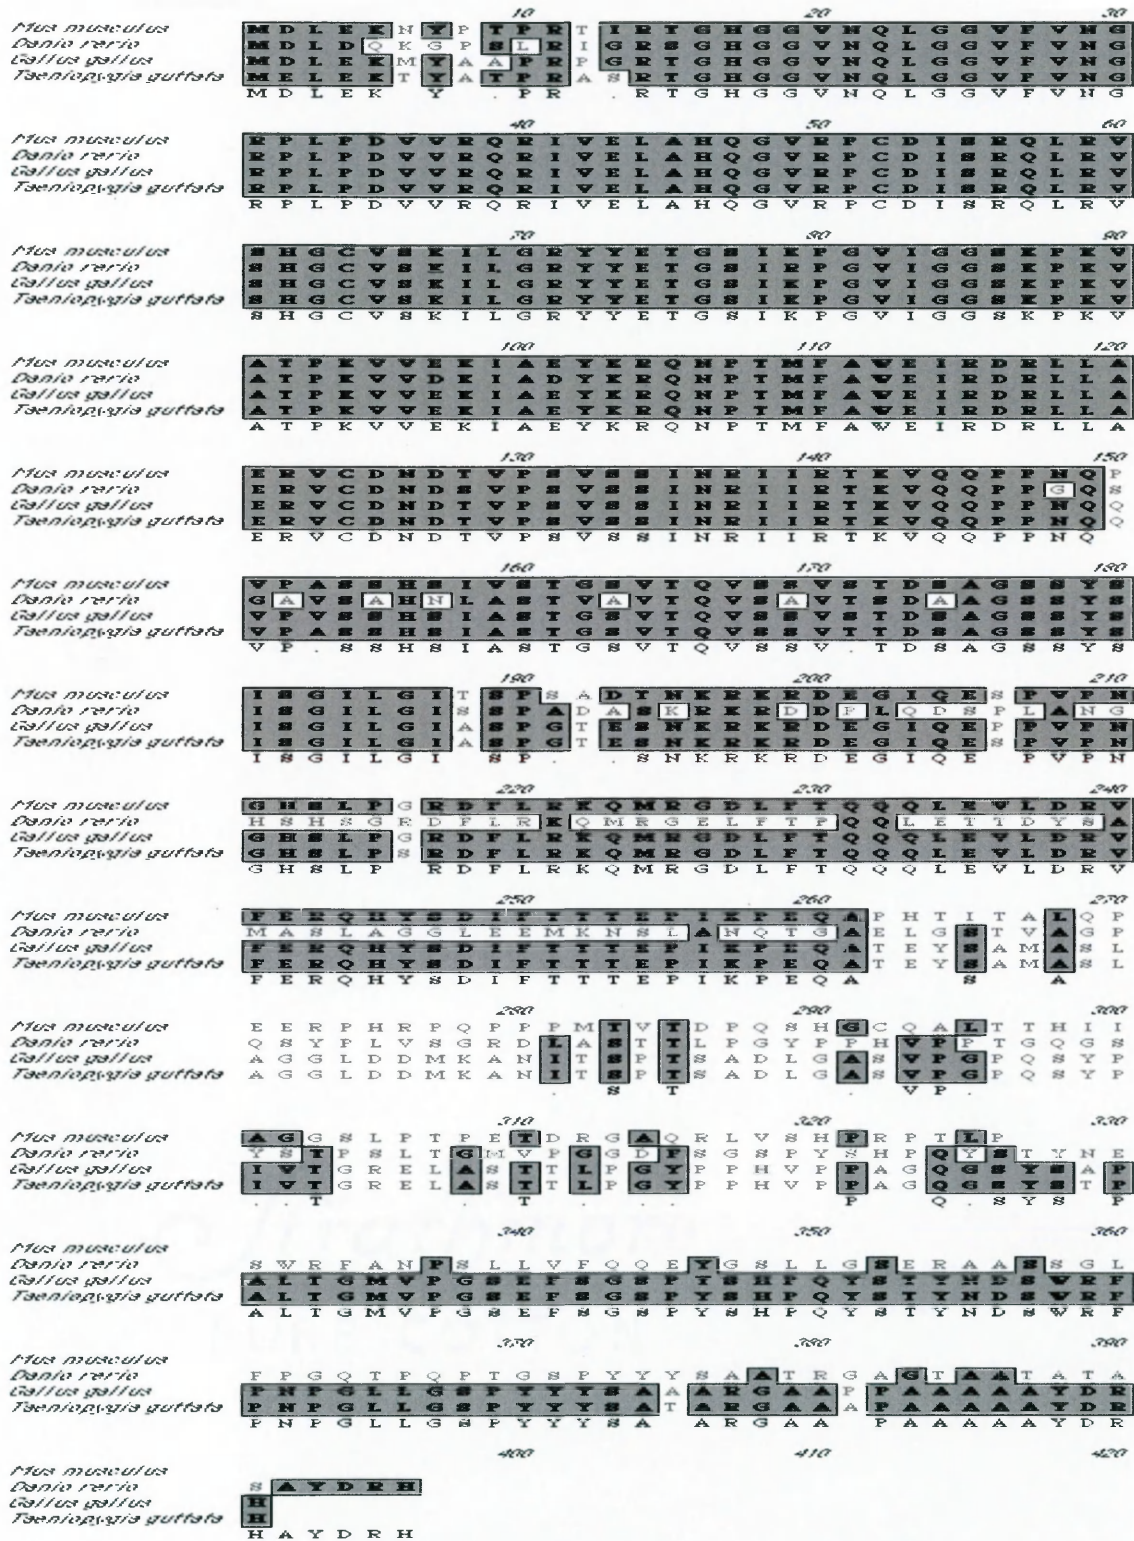 10 20 30
Mus musculus M D L E K N Y P T P R T I R T G H G G V N Q L G G V F V N G
Danio rerio M D L D Q K G P S L R I G R S G H G G V N Q L G G V F V N G
Gallus gallus M D L E K M Y A A P R P G R T G H G G V N Q L G G V F V N G
Taeniopygia guttata M E L E K T Y A T P R A S R T G H G G V N Q L G G V F V N G
M D L E K Y . P R . R T G H G G V N Q L G G V F V N G
40 50 60
Mus musculus R P L P D V V R Q R I V E L A H Q G V R P C D I S R Q L R V
Danio rerio R P L P D V V R Q R I V E L A H Q G V R P C D I S R Q L R V
Gallus gallus R P L P D V V R Q R I V E L A H Q G V R P C D I S R Q L R V
Taeniopygia guttata R P L P D V V R Q R I V E L A H Q G V R P C D I S R Q L R V
R P L P D V V R Q R I V E L A H Q G V R P C D I S R Q L R V
70 80 90
Mus musculus S H G C V S K I L G R Y Y E T G S I K P G V I G G S K P K V
Danio rerio S H G C V S K I L G R Y Y E T G S I R P G V I G G S K P K V
Gallus gallus S H G C V S K I L G R Y Y E T G S I K P G V I G G S K P K V
Taeniopygia guttata S H G C V S K I L G R Y Y E T G S I K P G V I G G S K P K V
S H G C V S K I L G R Y Y E T G S I K P G V I G G S K P K V
100 110 120
Mus musculus A T P K V V E K I A E Y K R Q N P T M F A W E I R D R L L A
Danio rerio A T P K V V D K I A D Y K R Q N P T M F A W E I R D R L L A
Gallus gallus A T P K V V E K I A E Y K R Q N P T M F A W E I R D R L L A
Taeniopygia guttata A T P K V V E K I A E Y K R Q N P T M F A W E I R D R L L A
A T P K V V E K I A E Y K R Q N P T M F A W E I R D R L L A
130 140 150
Mus musculus E R V C D N D T V P S V S S I N R I I R T K V Q Q P P N Q P
Danio rerio E R V C D N D S V P S V S S I N R I I R T K V Q Q P P G Q S
Gallus gallus E R V C D N D T V P S V S S I N R I I R T K V Q Q P P N Q Q
Taeniopygia guttata E R V C D N D T V P S V S S I N R I I R T K V Q Q P P N Q Q
E R V C D N D T V P S V S S I N R I I R T K V Q Q P P N Q
160 170 180
Mus musculus V P A S S H S I V S T G S V T Q V S S V S T D S A G S S Y S
Danio rerio G A V S A H N L A S T V A V T Q V S A V T S D A A G S S Y S
Gallus gallus V P V S S H S I A S T G S V T Q V S S V S T D S A G S S Y S
Taeniopygia guttata V P A S S H S I A S T G S V T Q V S S V T T D S A G S S Y S
V P . S S H S I A S T G S V T Q V S S V . T D S A G S S Y S
190 200 210
Mus musculus I S G I L G I T S P S A D T N K R K R D E G I Q E S P V P N
Danio rerio I S G I L G I S S P A D A S K R K R D D F L Q D S P L A N G
Gallus gallus I S G I L G I A S P G T E S N K R K R D E G I Q E P P V P N
Taeniopygia guttata I S G I L G I A S P G T E S N K R K R D E G I Q E S P V P N
I S G I L G I S P . . S N K R K R D E G I Q E P V P N
220 230 240
Mus musculus G H S L P G R D F L R K Q M R G D L F T Q Q Q L E V L D R V
Danio rerio H S H S G R D F L R K Q M R G E L F T P Q Q L E T T D Y S A
Gallus gallus G H S L P G R D F L R K Q M R G D L F T Q Q Q L E V L D R V
Taeniopygia guttata G H S L P S R D F L R K Q M R G D L F T Q Q Q L E V L D R V
G H S L P R D F L R K Q M R G D L F T Q Q Q L E V L D R V
250 260 270
Mus musculus F E R Q H Y S D I F T T T E P I K P E Q A P H T I T A L Q P
Danio rerio M A S L A G G L E E M K N S L A N Q T G A E L G S T V A G P
Gallus gallus F E R Q H Y S D I F T T T E P I K P E Q A T E Y S A M A S L
Taeniopygia guttata F E R Q H Y S D I F T T T E P I K P E Q A T E Y S A M A S L
F E R Q H Y S D I F T T T E P I K P E Q A S A
280 290 300
Mus musculus E E R P H R P Q P P P M T V T D P Q S H G C Q A L T T H I I
Danio rerio Q S Y P L V S G R D L A S T T L P G Y P P H V P P T G Q G S
Gallus gallus A G G L D D M K A N I T S P T S A D L G A S V P G P Q S Y P
Taeniopygia guttata A G G L D D M K A N I T S P T S A D L G A S V P G P Q S Y P
. S T . V P .
310 320 330
Mus musculus A G G S L P T P E T D R G A Q R L V S H P R P T L P
Danio rerio Y S T P S L T G M V P G G D F S G S P Y S H P Q Y S T Y N E
Gallus gallus I V T G R E L A S T T L P G Y P P H V P P A G Q G S Y S A P
Taeniopygia guttata I V T G R E L A S T T L P G Y P P H V P P A G Q G S Y S T P
. . T . T . . . P Q . S Y S P
340 350 360
Mus musculus
Danio rerio S W R F A N P S L L V F Q Q E Y G S L L G S E R A A S S G L
Gallus gallus A L T G M V P G S E F S G S P Y S H P Q Y S T Y N D S W R F
Taeniopygia guttata A L T G M V P G S E F S G S P Y S H P Q Y S T Y N D S W R F
A L T G M V P G S E F S G S P Y S H P Q Y S T Y N D S W R F
370 380 390
Mus musculus
Danio rerio F P G Q T P Q P T G S P Y Y Y S A A T R G A G T A A T A T A
Gallus gallus P N P G L L G S P Y Y Y S A A A R G A A P P A A A A A Y D R
Taeniopygia guttata P N P G L L G S P Y Y Y S A T A R G A A A P A A A A A Y D R
P N P G L L G S P Y Y Y S A A R G A A P A A A A A Y D R
400 410 420
Mus musculus
Danio rerio S A Y D R H
Gallus gallus H
Taeniopygia guttata H
H A Y D R H